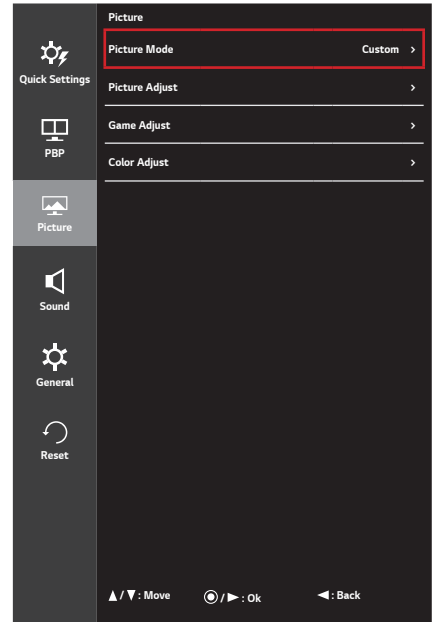 Picture
Picture Mode Custom >
Picture Adjust >
Game Adjust >
Color Adjust >
Quick Settings
PBP
Picture
Sound
General
Reset
▲/▼: Move ◉/►: Ok ◄: Back